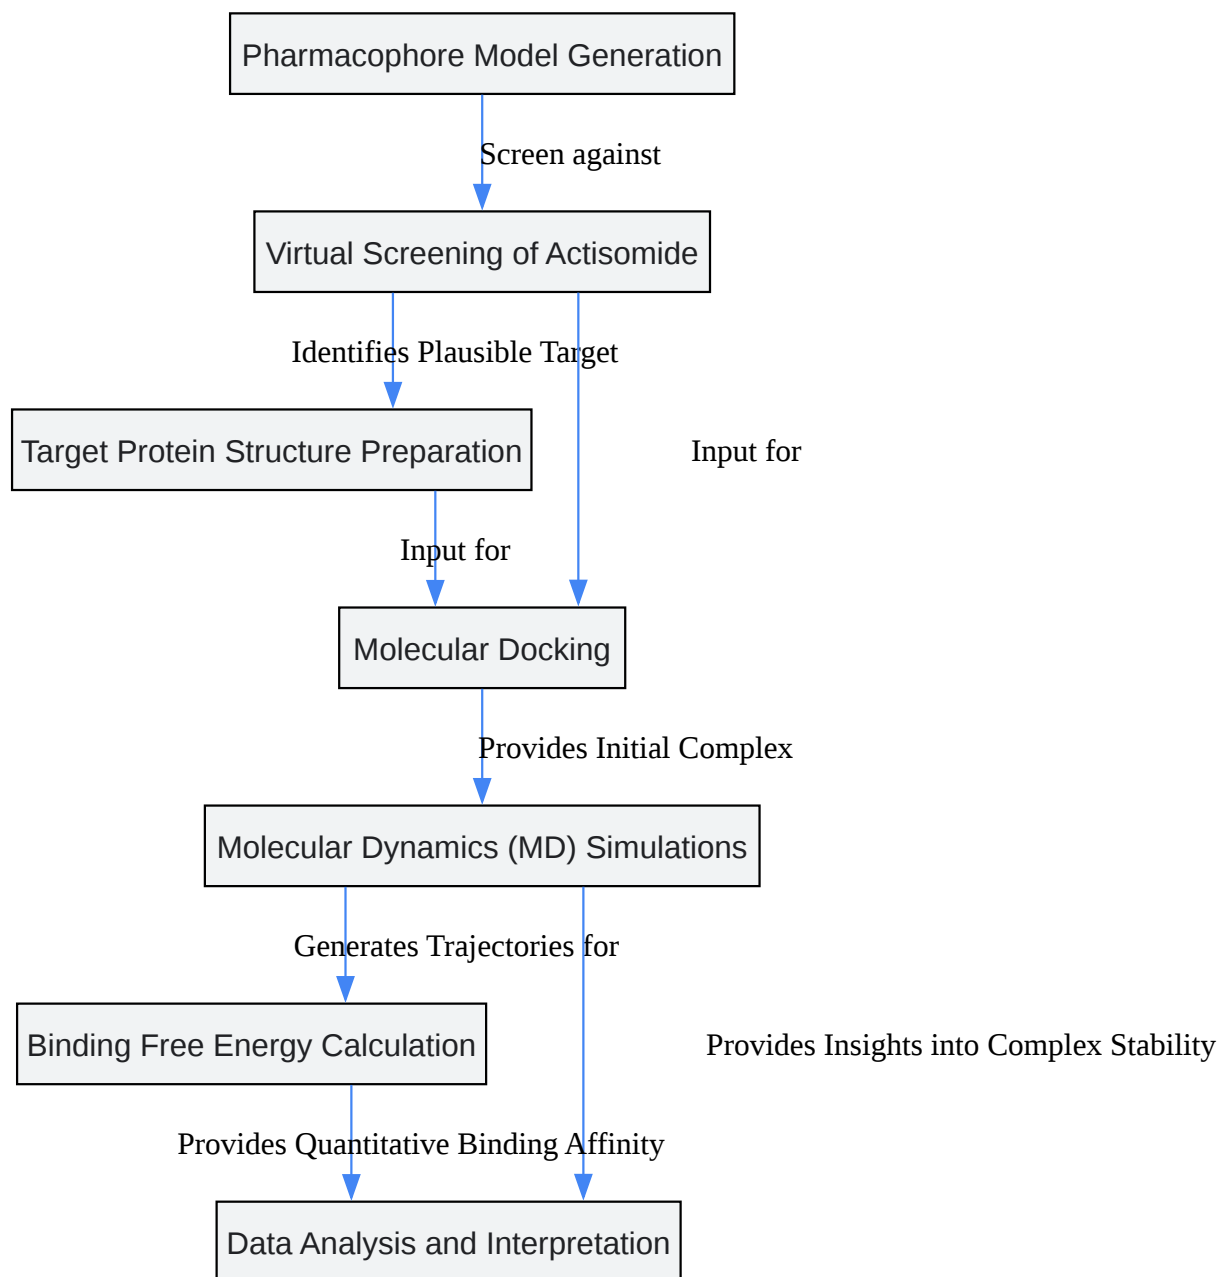 Pharmacophore Model Generation
Screen against
Virtual Screening of Actisomide
Identifies Plausible Target
Target Protein Structure Preparation
Input for
Input for
Molecular Docking
Provides Initial Complex
Molecular Dynamics (MD) Simulations
Generates Trajectories for
Binding Free Energy Calculation
Provides Insights into Complex Stability
Provides Quantitative Binding Affinity
Data Analysis and Interpretation